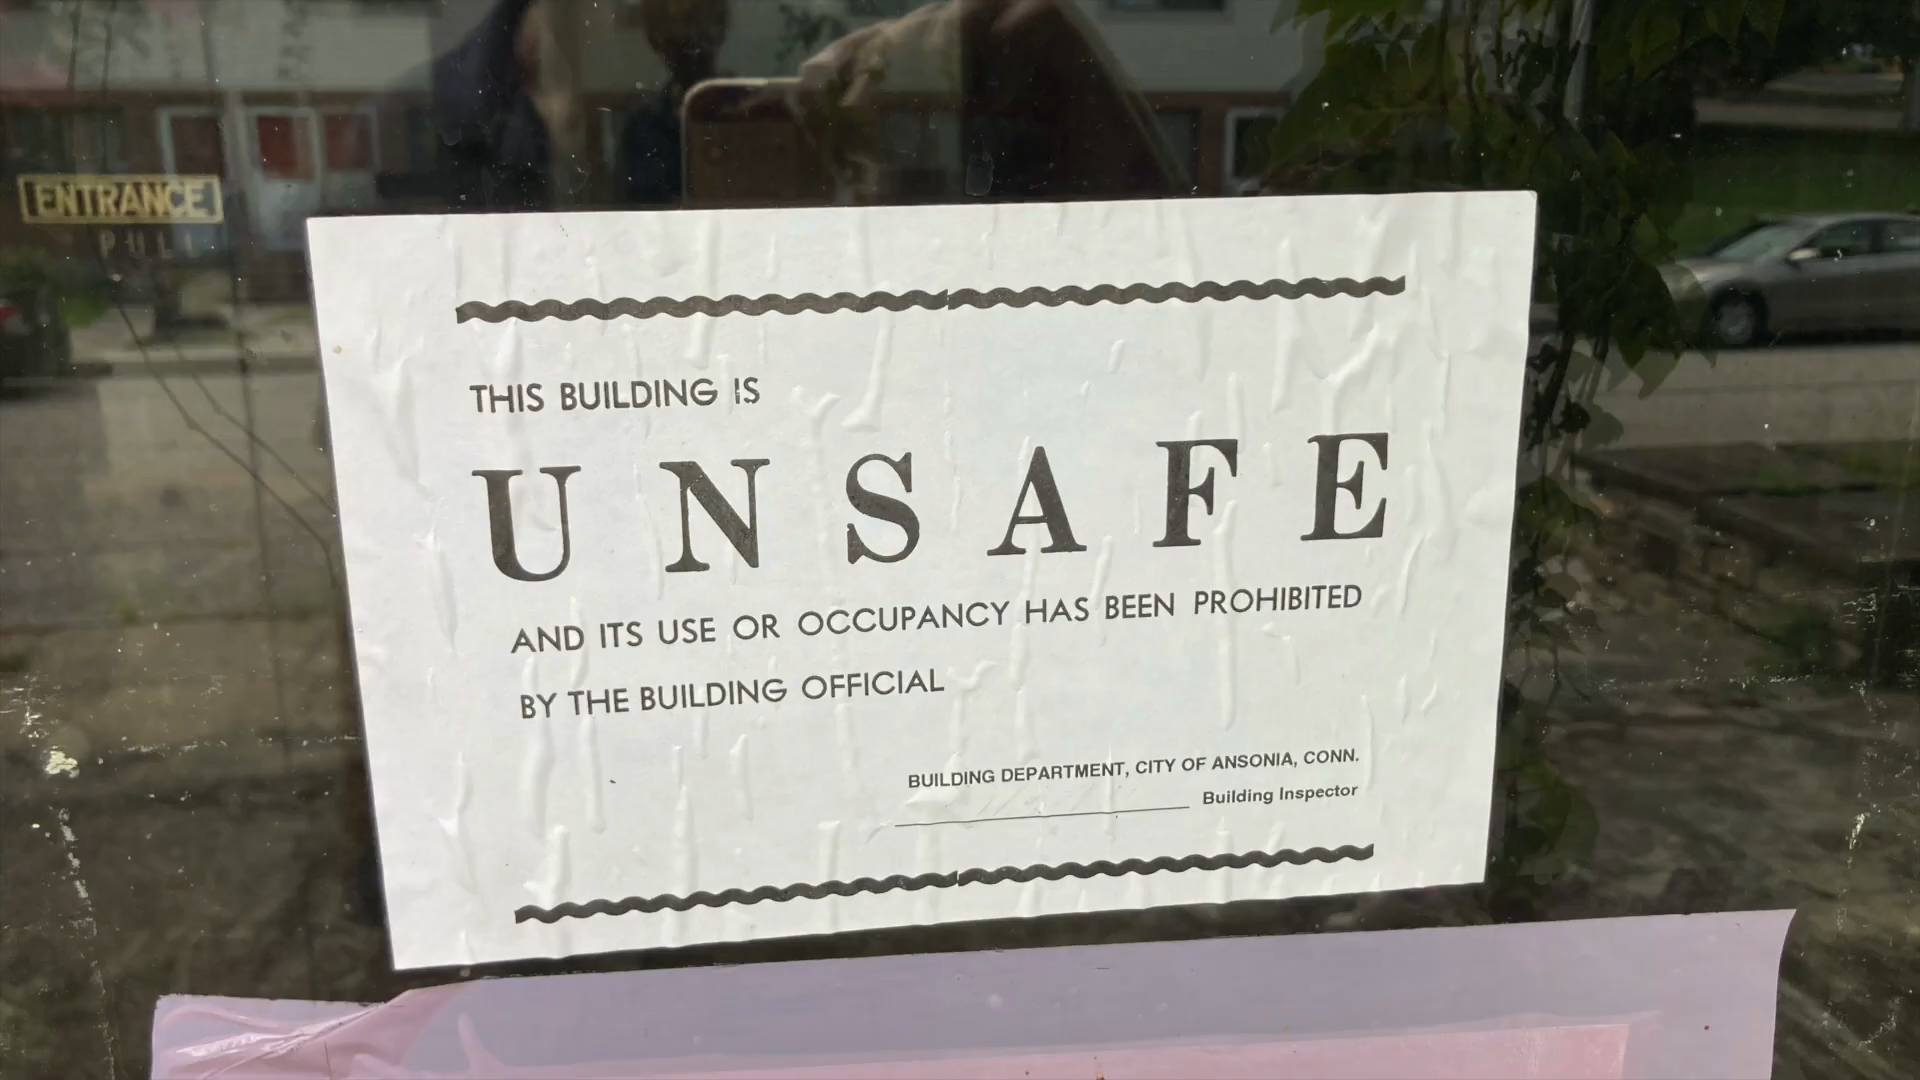 ENTRANCE
PULL
THIS BUILDING IS
UNSAFE
AND ITS USE OR OCCUPANCY HAS BEEN PROHIBITED
BY THE BUILDING OFFICIAL
BUILDING DEPARTMENT, CITY OF ANSONIA, CONN.
Building Inspector